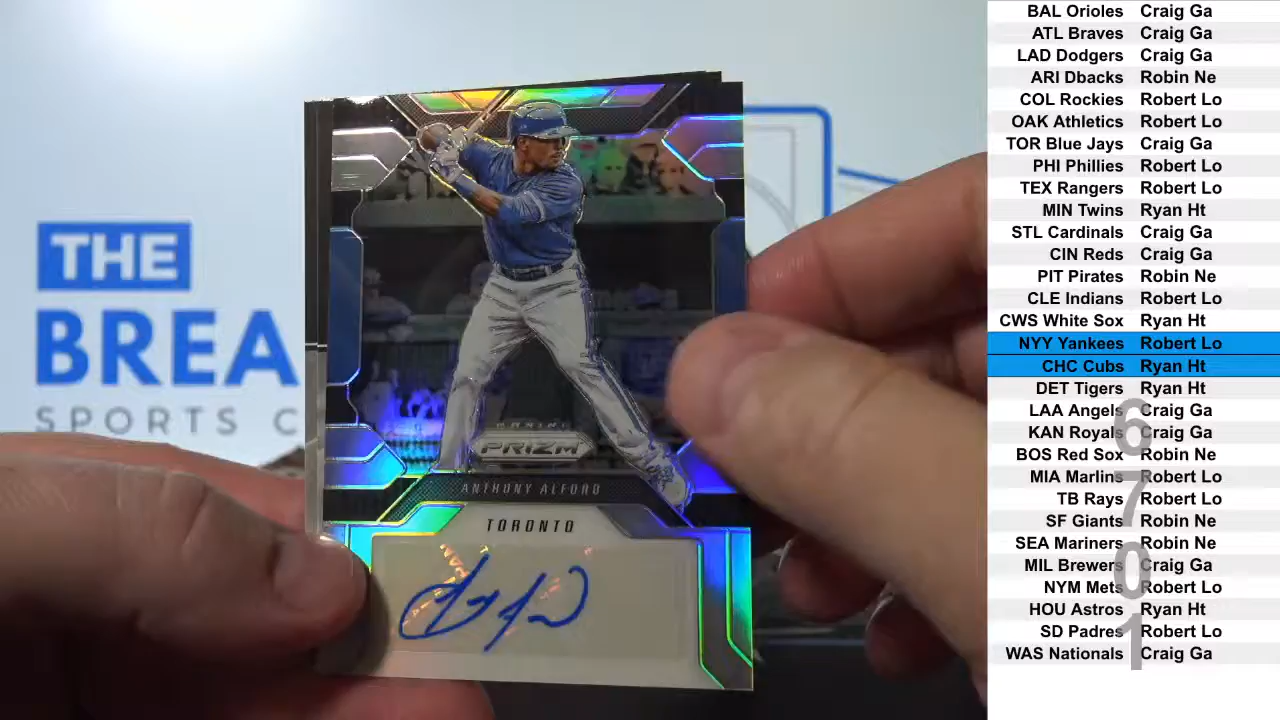 THE
BREA
SPORTS C
PANINI
PRIZM
ANTHONY ALFORD
TORONTO
BAL Orioles Craig Ga
ATL Braves Craig Ga
LAD Dodgers Craig Ga
ARI Dbacks Robin Ne
COL Rockies Robert Lo
OAK Athletics Robert Lo
TOR Blue Jays Craig Ga
PHI Phillies Robert Lo
TEX Rangers Robert Lo
MIN Twins Ryan Ht
STL Cardinals Craig Ga
CIN Reds Craig Ga
PIT Pirates Robin Ne
CLE Indians Robert Lo
CWS White Sox Ryan Ht
NYY Yankees Robert Lo
CHC Cubs Ryan Ht
DET Tigers Ryan Ht
LAA Angels Craig Ga
KAN Royals Craig Ga
BOS Red Sox Robin Ne
MIA Marlins Robert Lo
TB Rays Robert Lo
SF Giants Robin Ne
SEA Mariners Robin Ne
MIL Brewers Craig Ga
NYM Mets Robert Lo
HOU Astros Ryan Ht
SD Padres Robert Lo
WAS Nationals Craig Ga
6
7
0
1